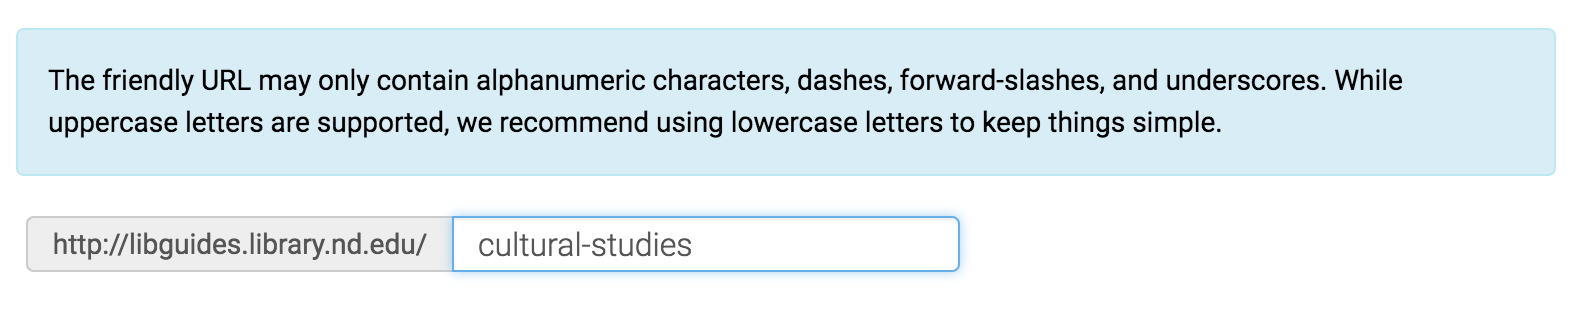 The friendly URL may only contain alphanumeric characters, dashes, forward-slashes, and underscores. While
uppercase letters are supported, we recommend using lowercase letters to keep things simple.
http://libguides.library.nd.edu/ cultural-studies